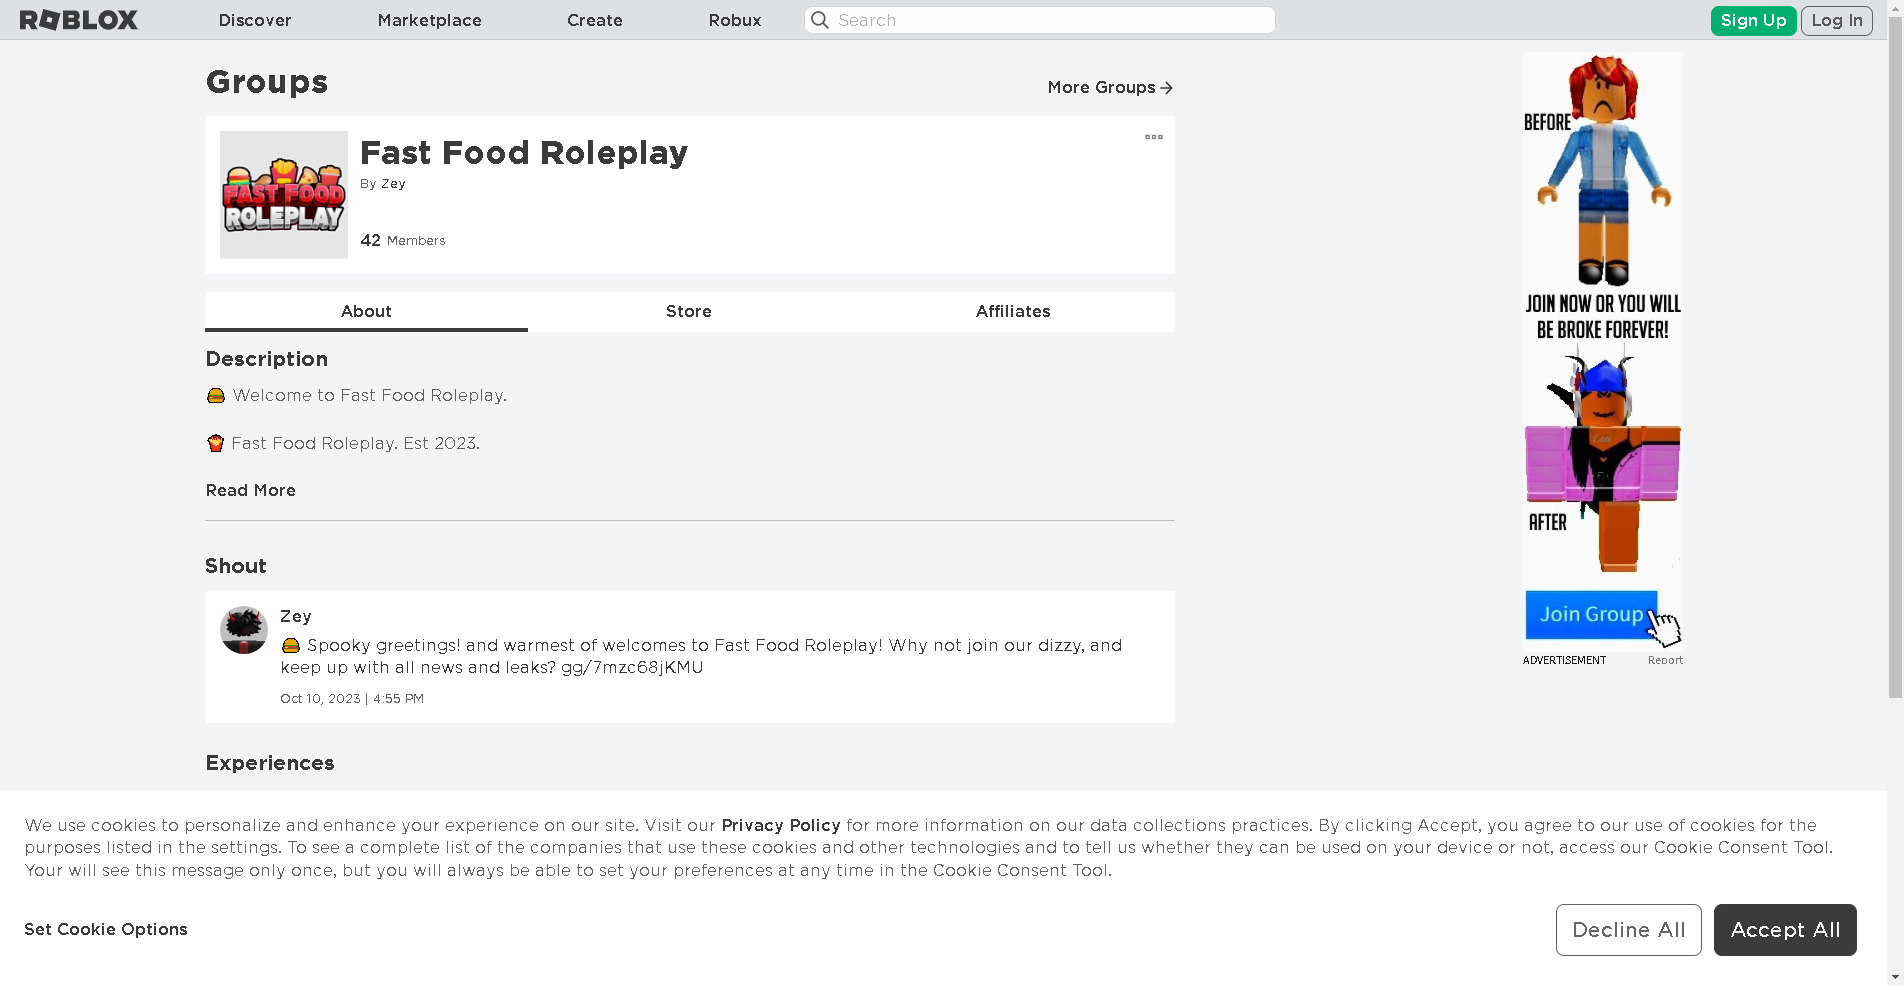 ROBLOX Discover Marketplace Create Robux Search Sign Up Log In
Groups
More Groups
FAST FOOD
ROLEPLAY
Fast Food Roleplay
By Zey
42 Members
About Store Affiliates
Description
Welcome to Fast Food Roleplay.
Fast Food Roleplay. Est 2023.
Read More
Shout
Zey
Spooky greetings! and warmest of welcomes to Fast Food Roleplay! Why not join our dizzy, and
keep up with all news and leaks? gg/7mzc68jKMU
Oct 10, 2023 | 4:55 PM
Experiences
BEFORE
JOIN NOW OR YOU WILL
BE BROKE FOREVER!
AFTER
Join Group
ADVERTISEMENT Report
We use cookies to personalize and enhance your experience on our site. Visit our Privacy Policy for more information on our data collections practices. By clicking Accept, you agree to our use of cookies for the
purposes listed in the settings. To see a complete list of the companies that use these cookies and other technologies and to tell us whether they can be used on your device or not, access our Cookie Consent Tool.
Your will see this message only once, but you will always be able to set your preferences at any time in the Cookie Consent Tool.
Set Cookie Options
Decline All Accept All